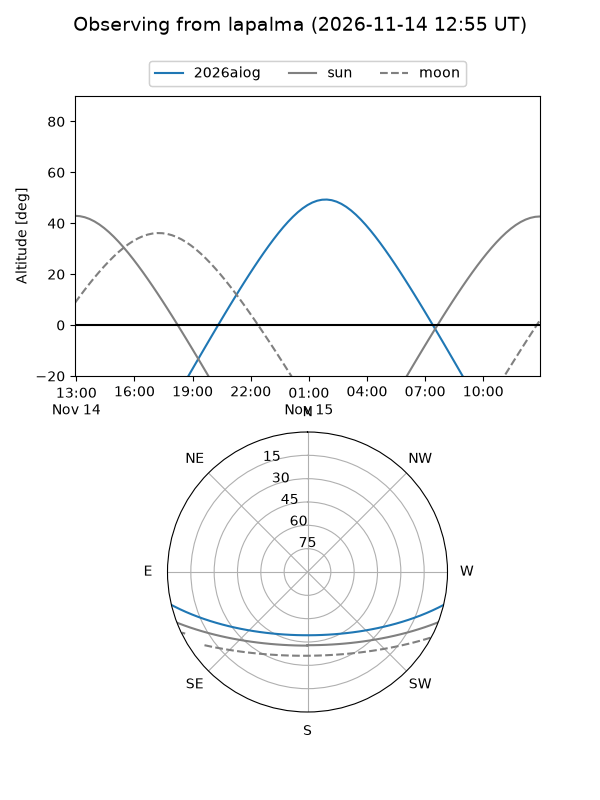 Observing from lapalma (2026-11-14 12:55 UT)
2026aiog sun moon
Altitude [deg]
80
60
40
20
0
−20
13:00 16:00 19:00 22:00 01:00 04:00 07:00 10:00
Nov 14 Nov 15
N
NE NW
15
30
45
60
75
E W
SE SW
S